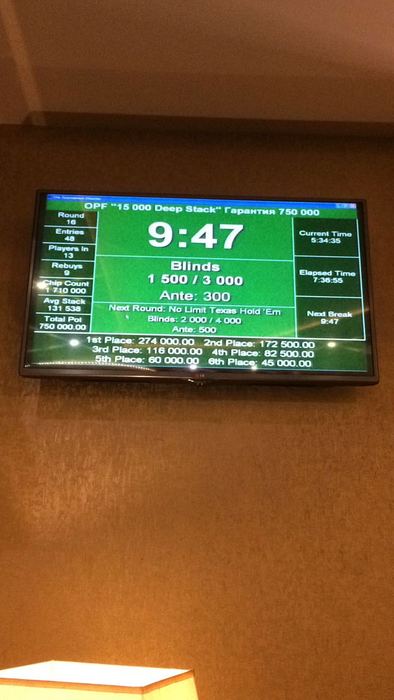 The Tournament Director
OPF "15 000 Deep Stack" Гарантия 750 000
Round
16
Entries
48
Players In
13
Rebuys
9
Chip Count
1 710 000
Avg Stack
131 538
Total Pot
750 000.00
9:47
Blinds
1 500 / 3 000
Ante: 300
Next Round: No Limit Texas Hold 'Em
Blinds: 2 000 / 4 000
Ante: 500
Current Time
5:34:35
Elapsed Time
7:36:55
Next Break
9:47
1st Place: 274 000.00 2nd Place: 172 500.00
3rd Place: 116 000.00 4th Place: 82 500.00
5th Place: 60 000.00 6th Place: 45 000.00